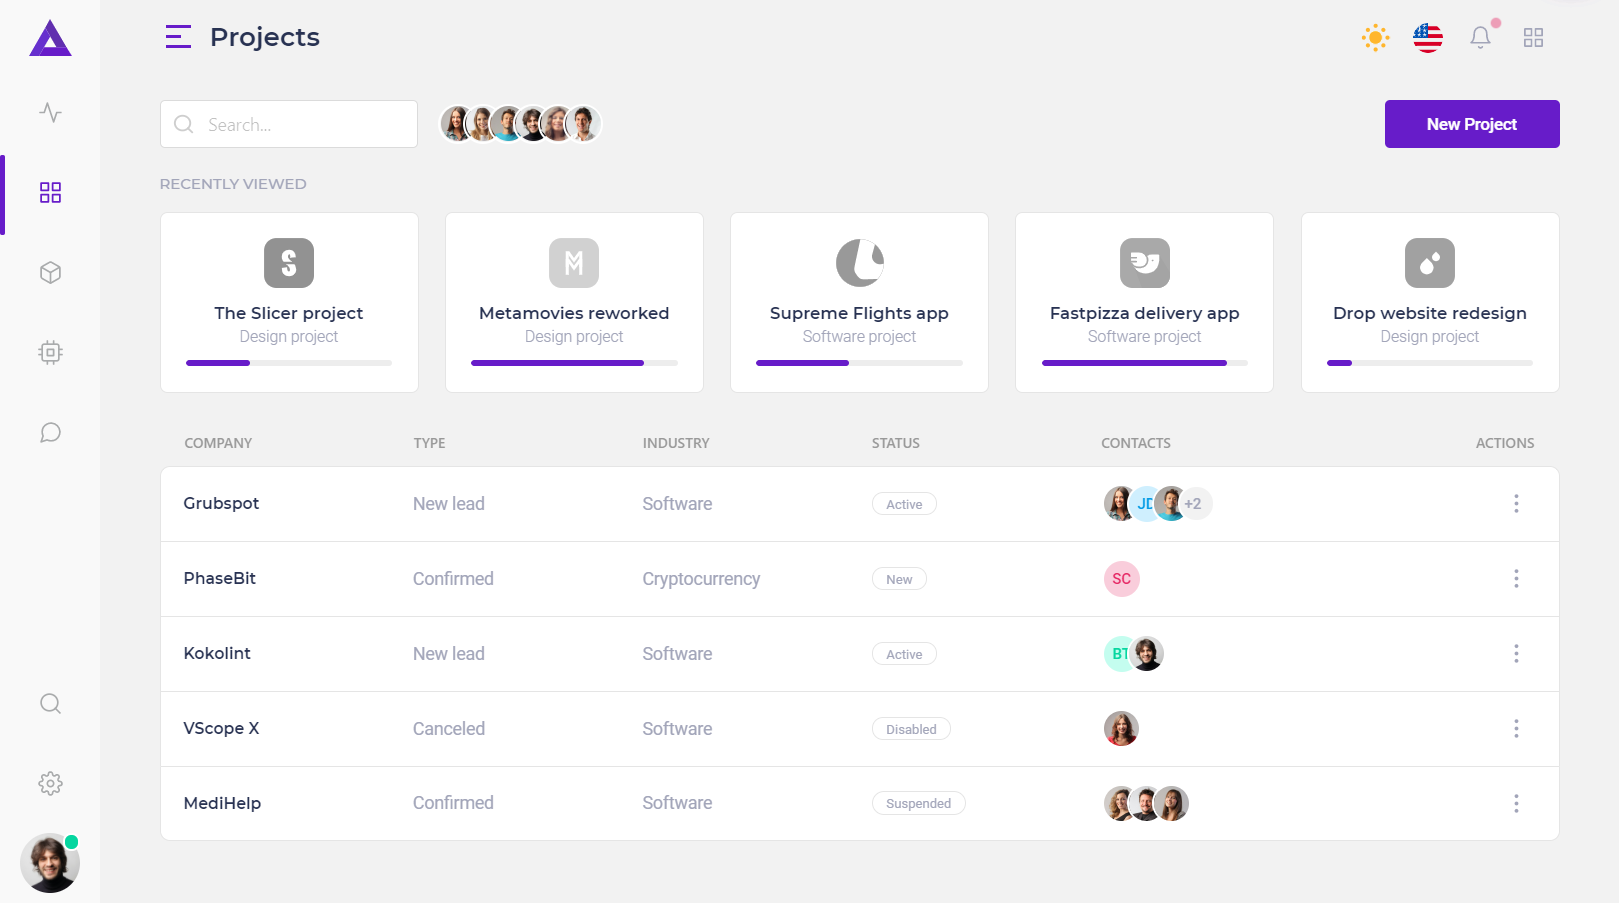 Projects
Search...
New Project
RECENTLY VIEWED
S M
The Slicer project Metamovies reworked Supreme Flights app Fastpizza delivery app Drop website redesign
Design project Design project Software project Software project Design project
COMPANY TYPE INDUSTRY STATUS CONTACTS ACTIONS
Grubspot New lead Software Active JD +2
PhaseBit Confirmed Cryptocurrency New SC
Kokolint New lead Software Active BT
VScope X Canceled Software Disabled
MediHelp Confirmed Software Suspended